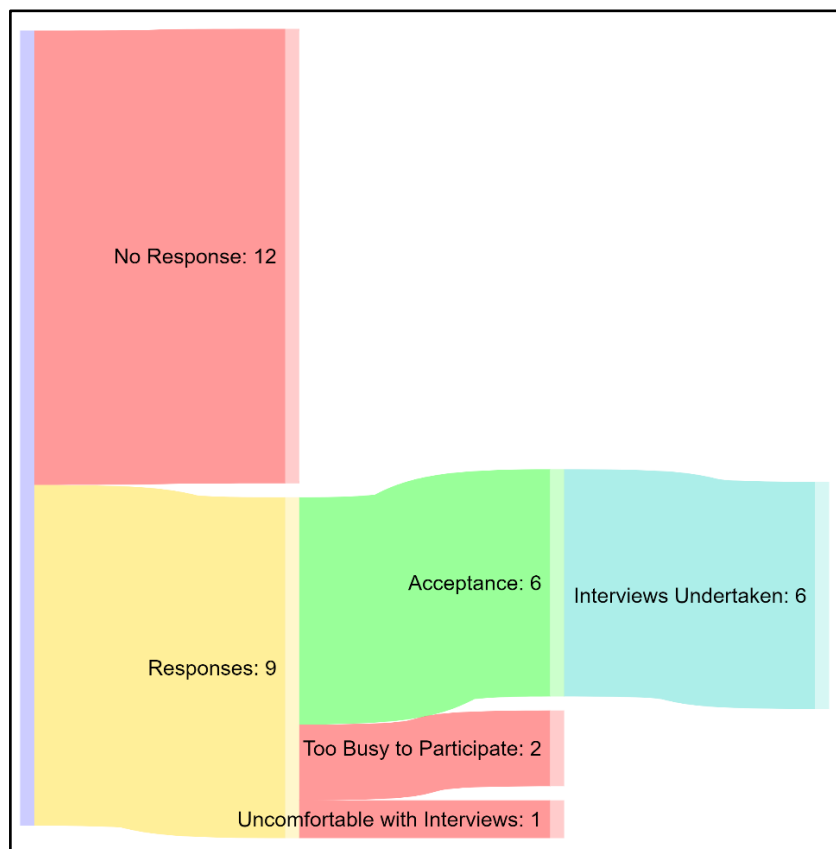 No Response: 12
Acceptance: 6
Interviews Undertaken: 6
Responses: 9
Too Busy to Participate: 2
Uncomfortable with Interviews: 1